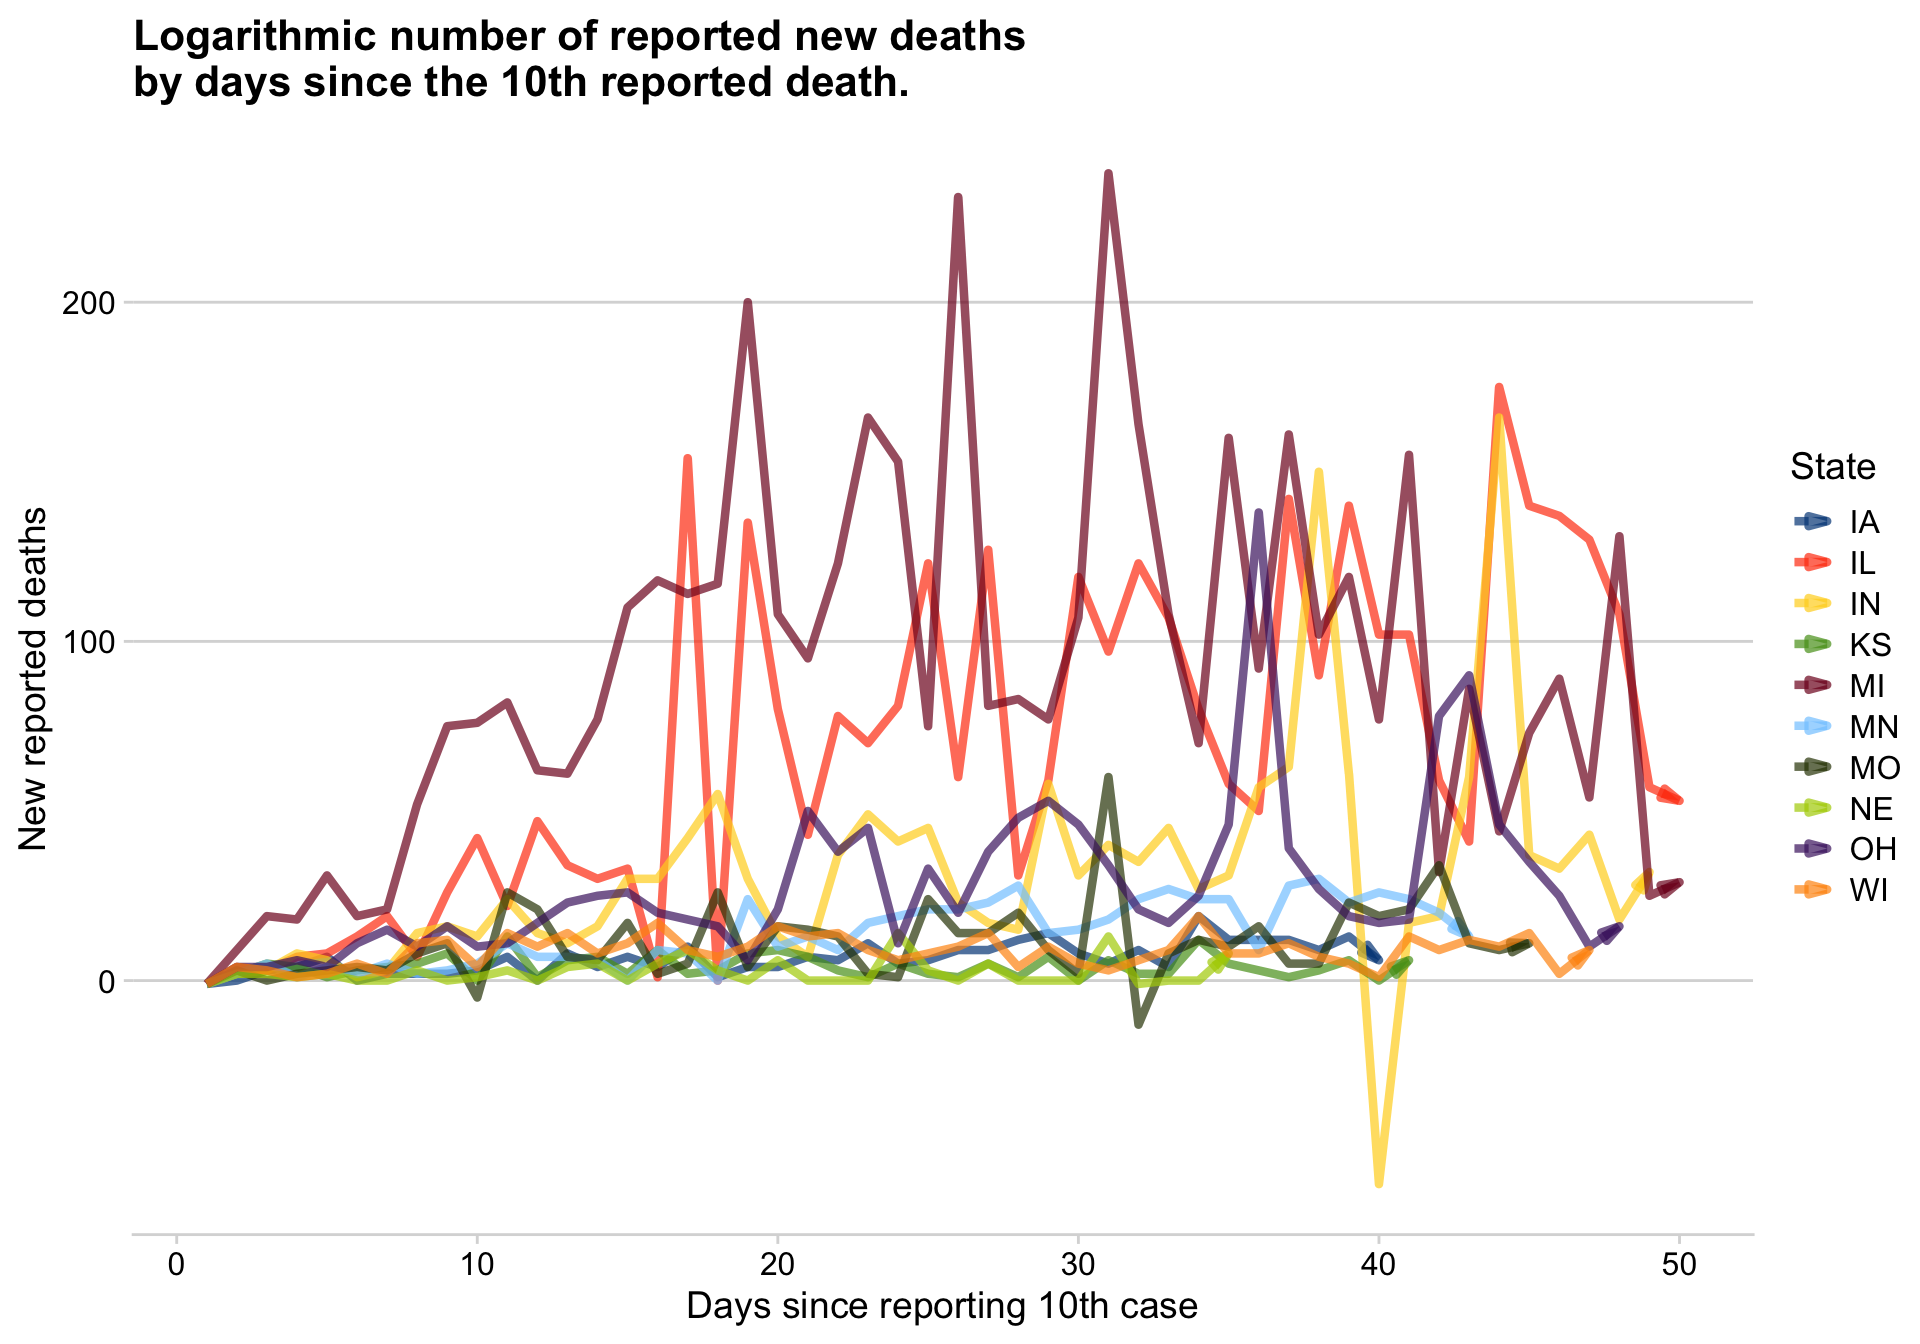 Logarithmic number of reported new deaths
by days since the 10th reported death.
New reported deaths
200
100
0
0
10
20
30
40
50
Days since reporting 10th case
State
IA
IL
IN
KS
MI
MN
MO
NE
OH
WI